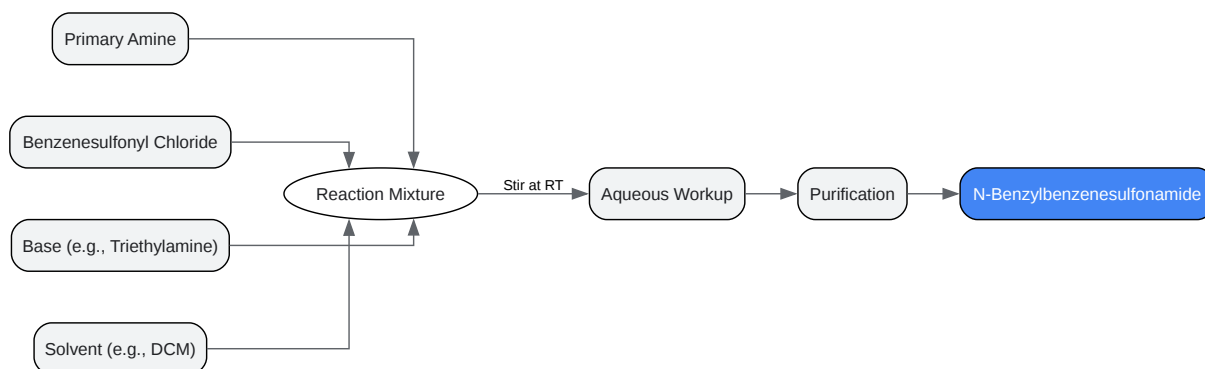 Primary Amine
Benzenesulfonyl Chloride
Base (e.g., Triethylamine)
Solvent (e.g., DCM)
Reaction Mixture
Stir at RT
Aqueous Workup
Purification
N-Benzylbenzenesulfonamide